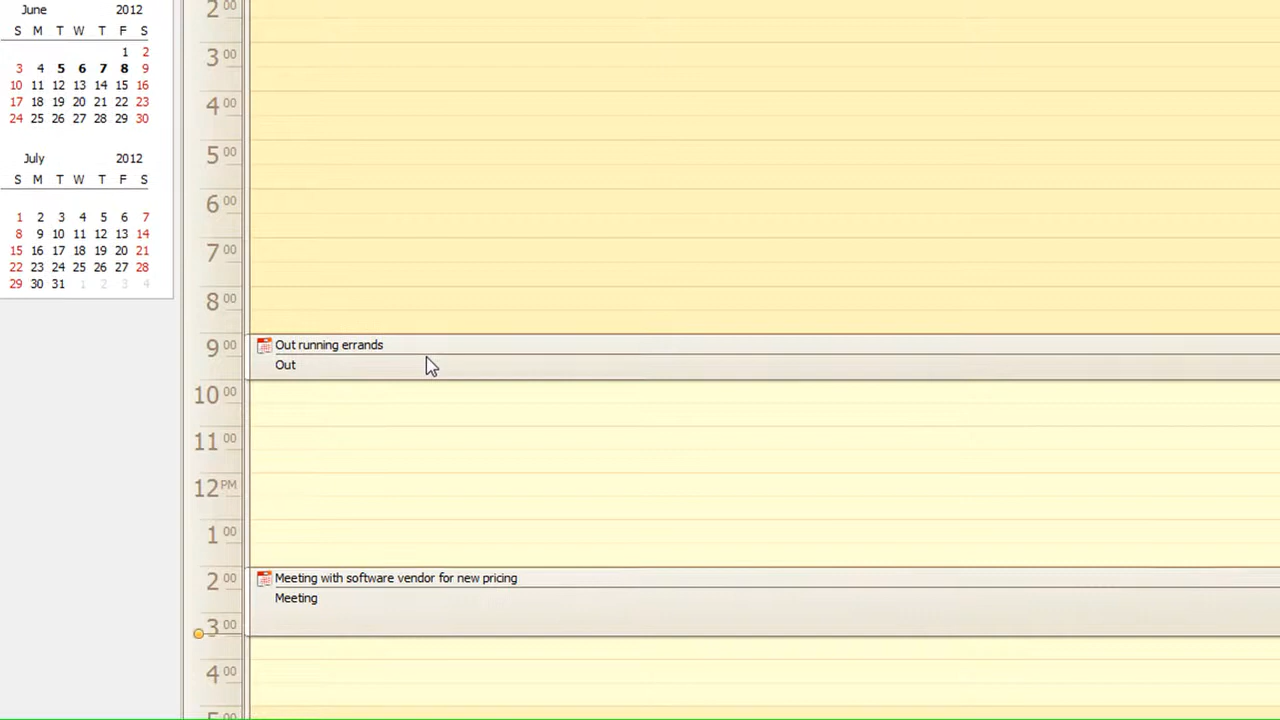 June 2012
S M T W T F S
1 2
3 4 5 6 7 8 9
10 11 12 13 14 15 16
17 18 19 20 21 22 23
24 25 26 27 28 29 30
July 2012
S M T W T F S
1 2 3 4 5 6 7
8 9 10 11 12 13 14
15 16 17 18 19 20 21
22 23 24 25 26 27 28
29 30 31 1 2 3 4
2 00
3 00
4 00
5 00
6 00
7 00
8 00
9 00
Out running errands
Out
10 00
11 00
12 PM
1 00
2 00
Meeting with software vendor for new pricing
Meeting
3 00
4 00
5 00